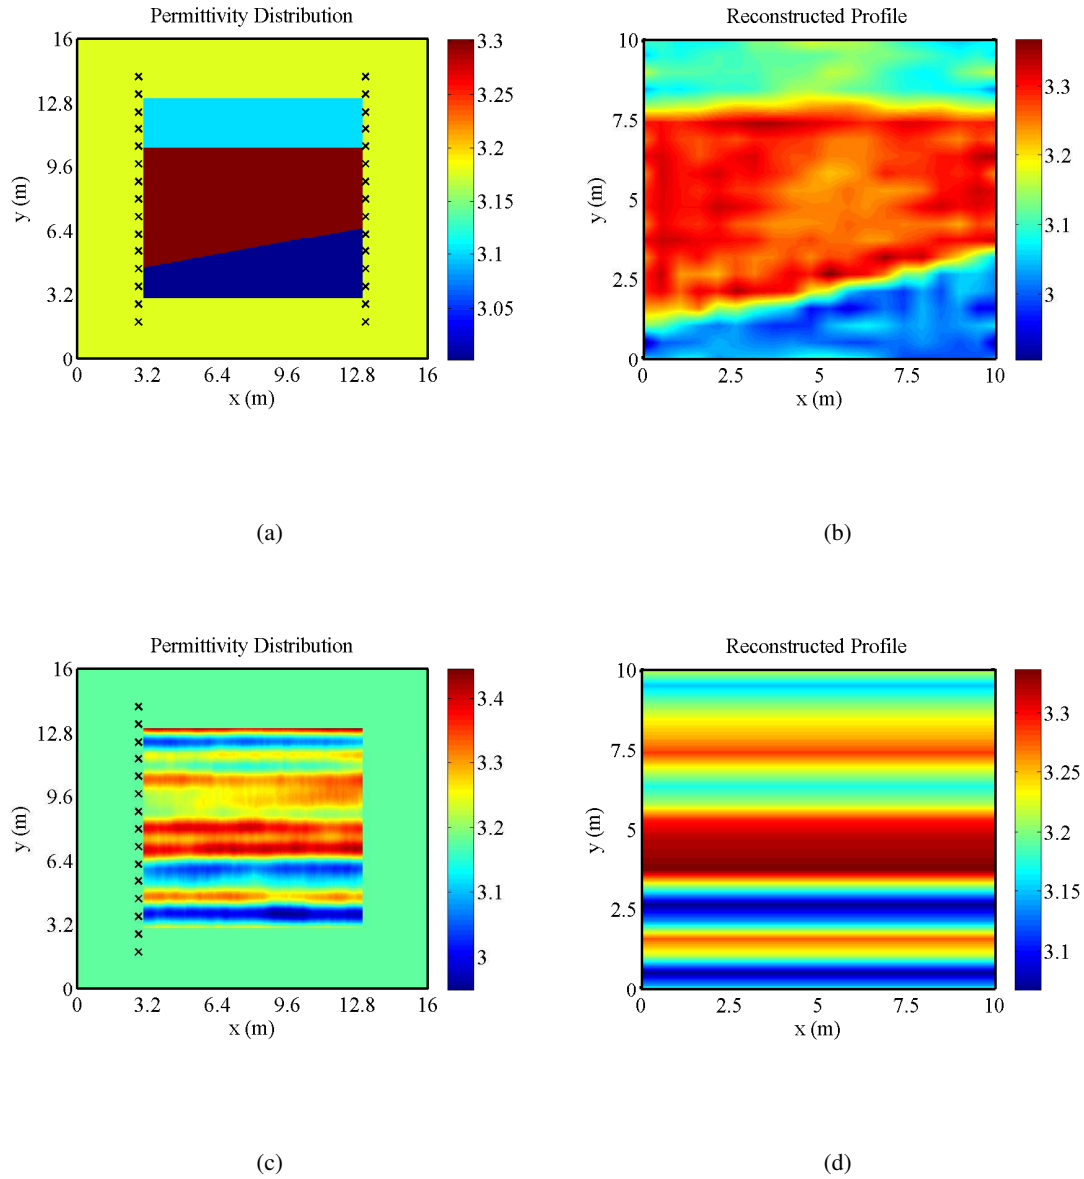 Permittivity Distribution
16
12.8
9.6
6.4
3.2
0
y (m)
0 3.2 6.4 9.6 12.8 16
x (m)
3.3
3.25
3.2
3.15
3.1
3.05
(a)
Reconstructed Profile
10
7.5
5
2.5
0
y (m)
0 2.5 5 7.5 10
x (m)
3.3
3.2
3.1
3
(b)
Permittivity Distribution
16
12.8
9.6
6.4
3.2
0
y (m)
0 3.2 6.4 9.6 12.8 16
x (m)
3.4
3.3
3.2
3.1
3
(c)
Reconstructed Profile
10
7.5
5
2.5
0
y (m)
0 2.5 5 7.5 10
x (m)
3.3
3.25
3.2
3.15
3.1
(d)